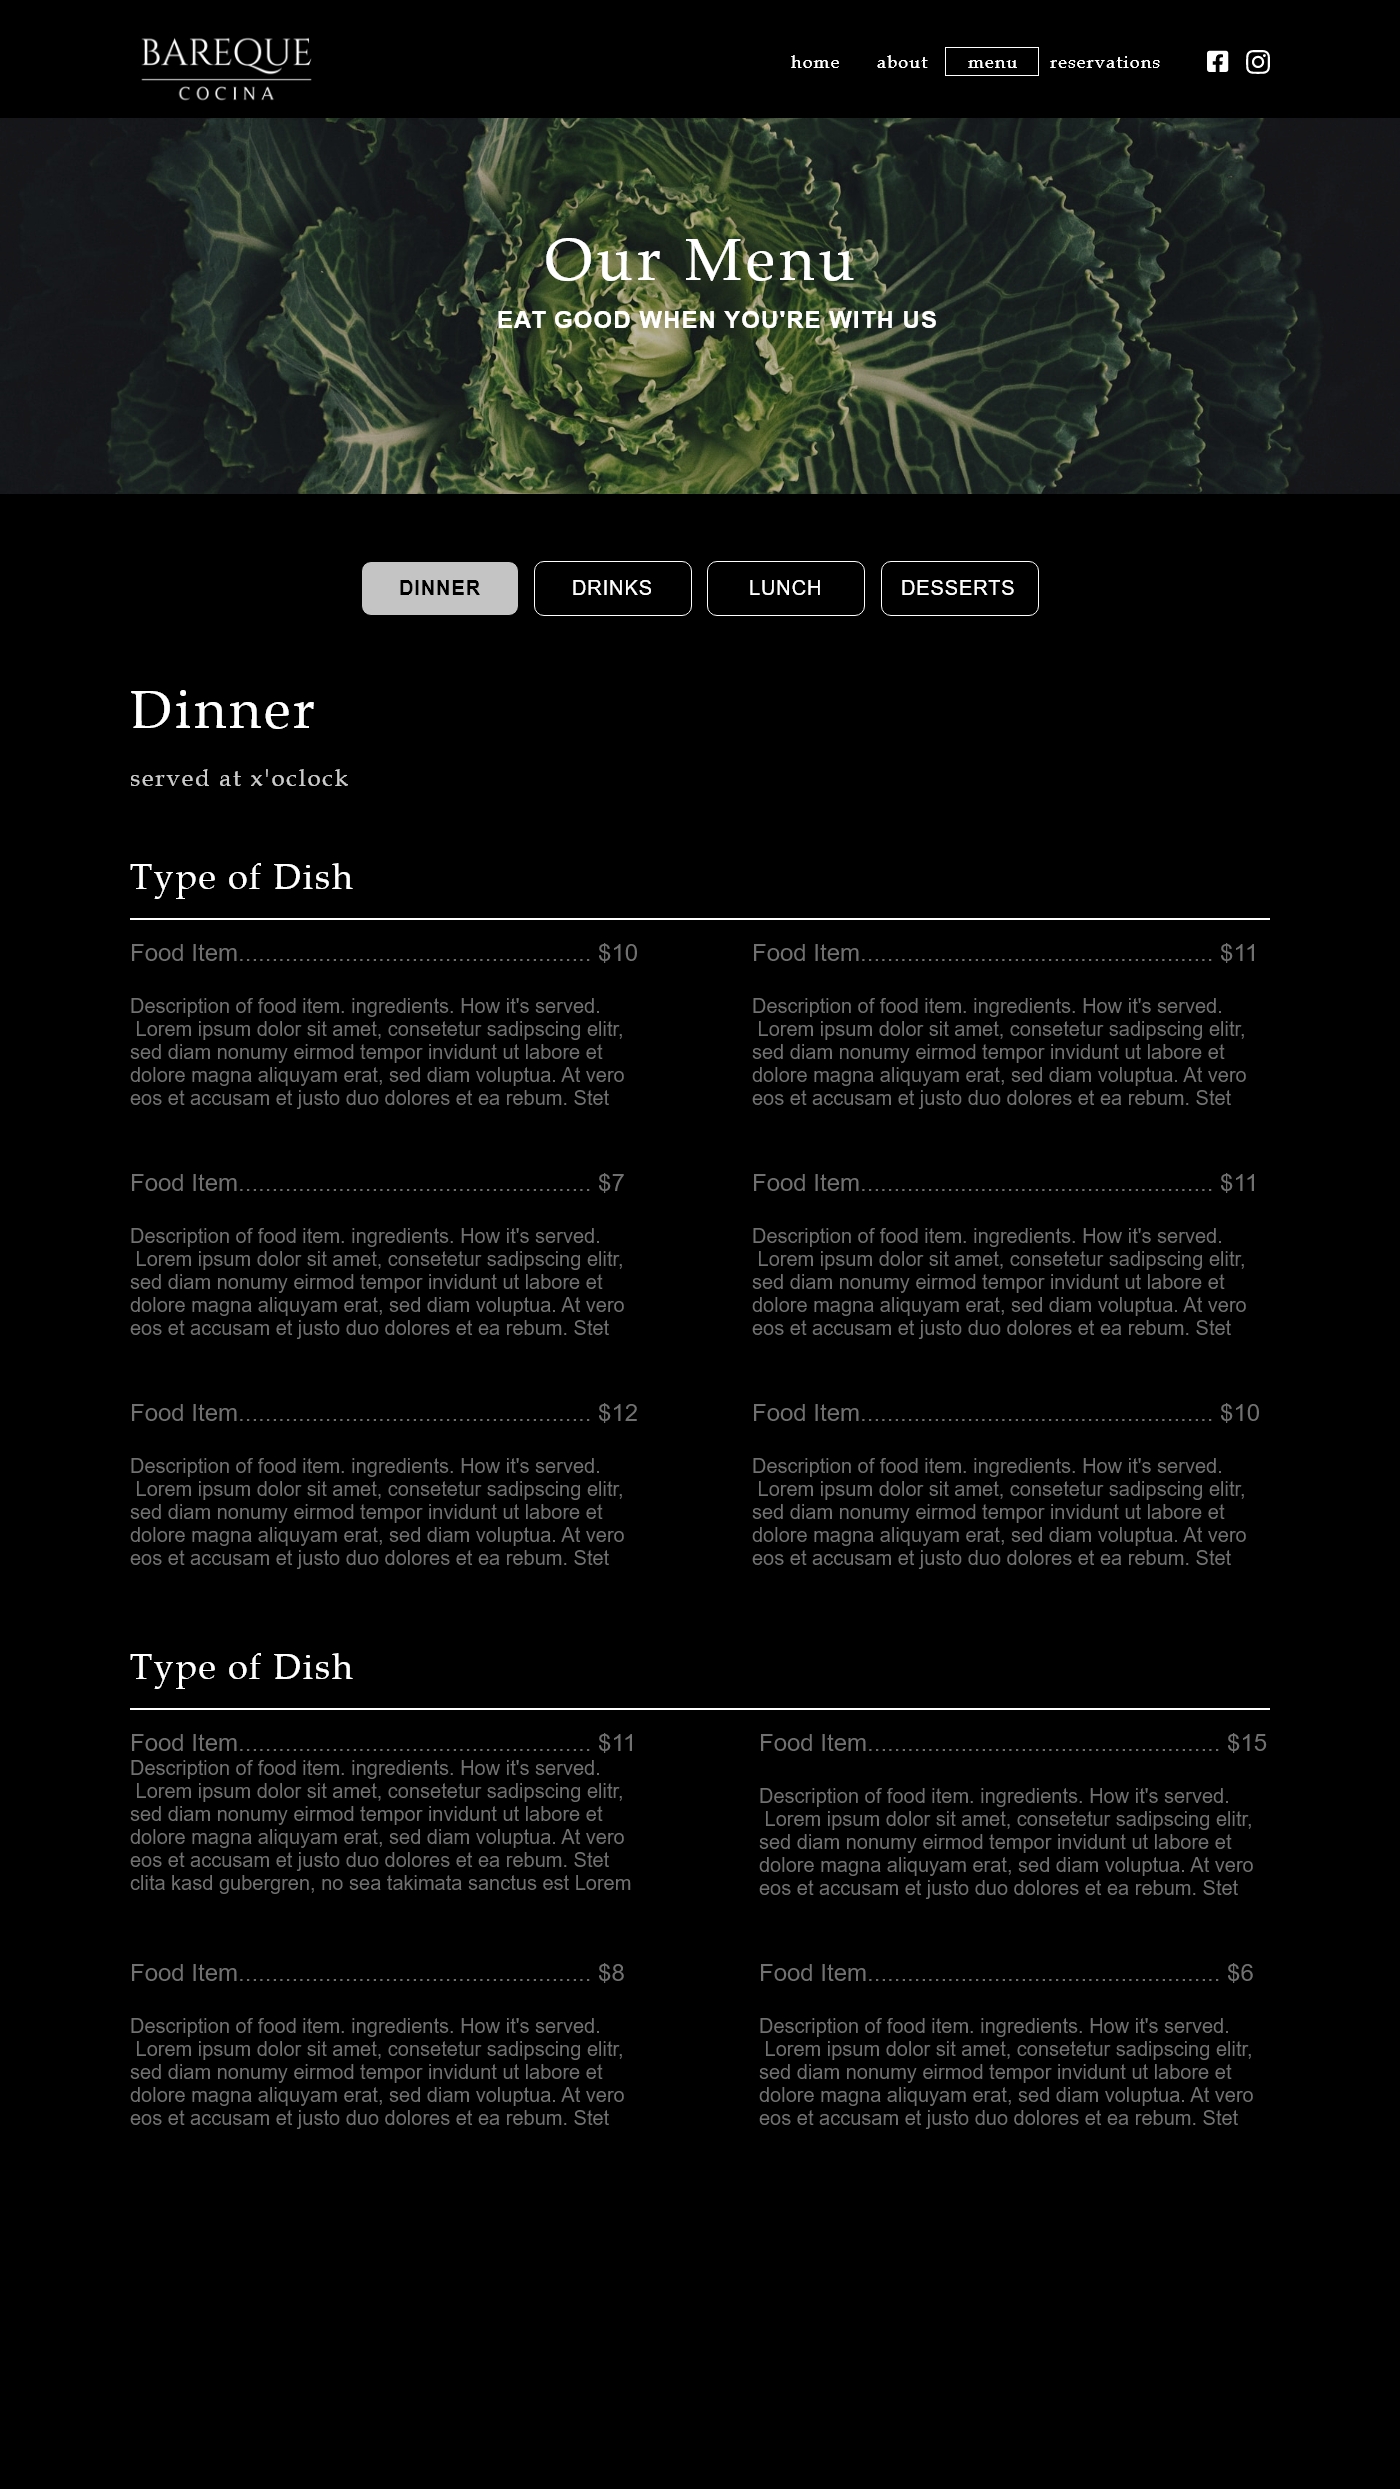 BAREQUE
COCINA
home about menu reservations
Our Menu
EAT GOOD WHEN YOU'RE WITH US
DINNER DRINKS LUNCH DESSERTS
Dinner
served at x'oclock
Type of Dish
Food Item..................................................... $10
Description of food item. ingredients. How it's served.
Lorem ipsum dolor sit amet, consetetur sadipscing elitr,
sed diam nonumy eirmod tempor invidunt ut labore et
dolore magna aliquyam erat, sed diam voluptua. At vero
eos et accusam et justo duo dolores et ea rebum. Stet
Food Item..................................................... $11
Description of food item. ingredients. How it's served.
Lorem ipsum dolor sit amet, consetetur sadipscing elitr,
sed diam nonumy eirmod tempor invidunt ut labore et
dolore magna aliquyam erat, sed diam voluptua. At vero
eos et accusam et justo duo dolores et ea rebum. Stet
Food Item..................................................... $7
Description of food item. ingredients. How it's served.
Lorem ipsum dolor sit amet, consetetur sadipscing elitr,
sed diam nonumy eirmod tempor invidunt ut labore et
dolore magna aliquyam erat, sed diam voluptua. At vero
eos et accusam et justo duo dolores et ea rebum. Stet
Food Item..................................................... $11
Description of food item. ingredients. How it's served.
Lorem ipsum dolor sit amet, consetetur sadipscing elitr,
sed diam nonumy eirmod tempor invidunt ut labore et
dolore magna aliquyam erat, sed diam voluptua. At vero
eos et accusam et justo duo dolores et ea rebum. Stet
Food Item..................................................... $12
Description of food item. ingredients. How it's served.
Lorem ipsum dolor sit amet, consetetur sadipscing elitr,
sed diam nonumy eirmod tempor invidunt ut labore et
dolore magna aliquyam erat, sed diam voluptua. At vero
eos et accusam et justo duo dolores et ea rebum. Stet
Food Item..................................................... $10
Description of food item. ingredients. How it's served.
Lorem ipsum dolor sit amet, consetetur sadipscing elitr,
sed diam nonumy eirmod tempor invidunt ut labore et
dolore magna aliquyam erat, sed diam voluptua. At vero
eos et accusam et justo duo dolores et ea rebum. Stet
Type of Dish
Food Item..................................................... $11
Description of food item. ingredients. How it's served.
Lorem ipsum dolor sit amet, consetetur sadipscing elitr,
sed diam nonumy eirmod tempor invidunt ut labore et
dolore magna aliquyam erat, sed diam voluptua. At vero
eos et accusam et justo duo dolores et ea rebum. Stet
clita kasd gubergren, no sea takimata sanctus est Lorem
Food Item..................................................... $15
Description of food item. ingredients. How it's served.
Lorem ipsum dolor sit amet, consetetur sadipscing elitr,
sed diam nonumy eirmod tempor invidunt ut labore et
dolore magna aliquyam erat, sed diam voluptua. At vero
eos et accusam et justo duo dolores et ea rebum. Stet
Food Item..................................................... $8
Description of food item. ingredients. How it's served.
Lorem ipsum dolor sit amet, consetetur sadipscing elitr,
sed diam nonumy eirmod tempor invidunt ut labore et
dolore magna aliquyam erat, sed diam voluptua. At vero
eos et accusam et justo duo dolores et ea rebum. Stet
Food Item..................................................... $6
Description of food item. ingredients. How it's served.
Lorem ipsum dolor sit amet, consetetur sadipscing elitr,
sed diam nonumy eirmod tempor invidunt ut labore et
dolore magna aliquyam erat, sed diam voluptua. At vero
eos et accusam et justo duo dolores et ea rebum. Stet